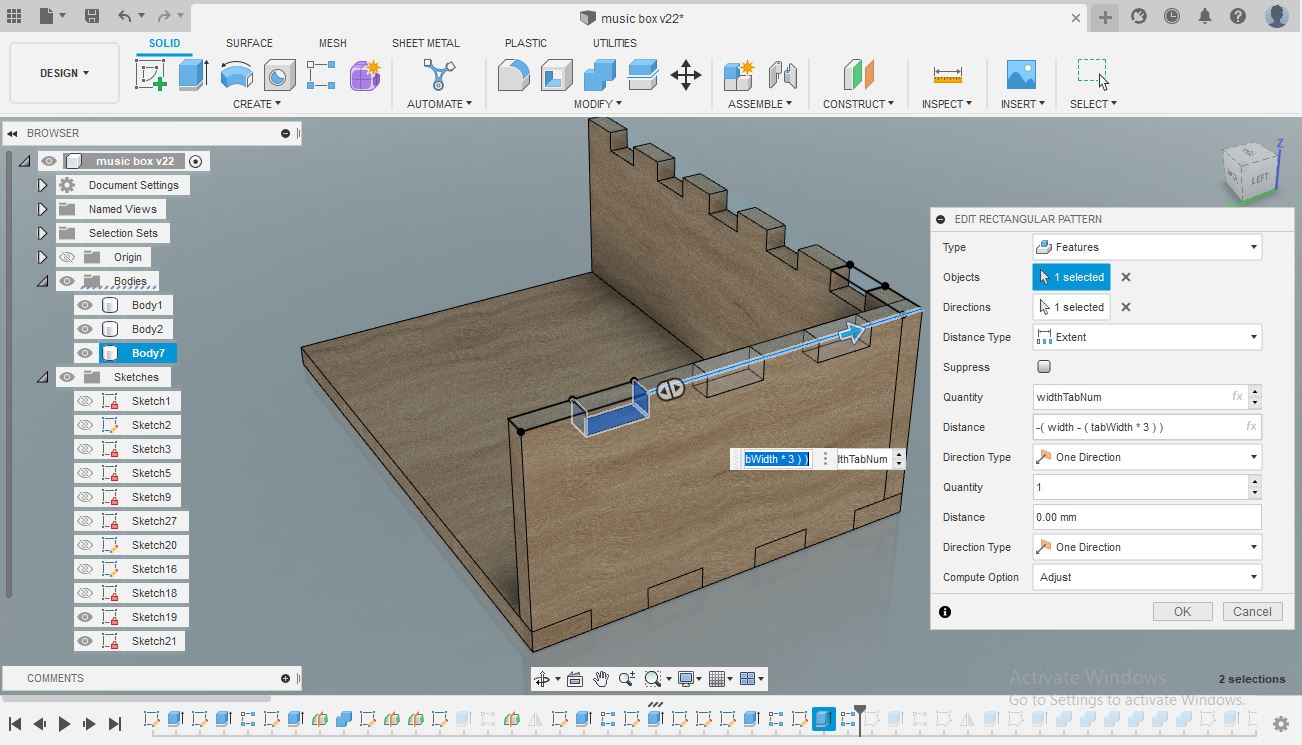 music box v22*
DESIGN
SOLID SURFACE MESH SHEET METAL PLASTIC UTILITIES
CREATE AUTOMATE MODIFY ASSEMBLE CONSTRUCT INSPECT INSERT SELECT
BROWSER
music box v22
Document Settings
Named Views
Selection Sets
Origin
Bodies
Body1
Body2
Body7
Sketches
Sketch1
Sketch2
Sketch3
Sketch5
Sketch9
Sketch27
Sketch20
Sketch16
Sketch18
Sketch19
Sketch21
COMMENTS
Z
LEFT
bWidth * 3 ) )
thTabNum
EDIT RECTANGULAR PATTERN
Type Features
Objects 1 selected
Directions 1 selected
Distance Type Extent
Suppress
Quantity widthTabNum fx
Distance -( width - ( tabWidth * 3 ) ) fx
Direction Type One Direction
Quantity 1
Distance 0.00 mm
Direction Type One Direction
Compute Option Adjust
OK Cancel
Activate Windows
Go to Settings to activate Windows.
2 selections